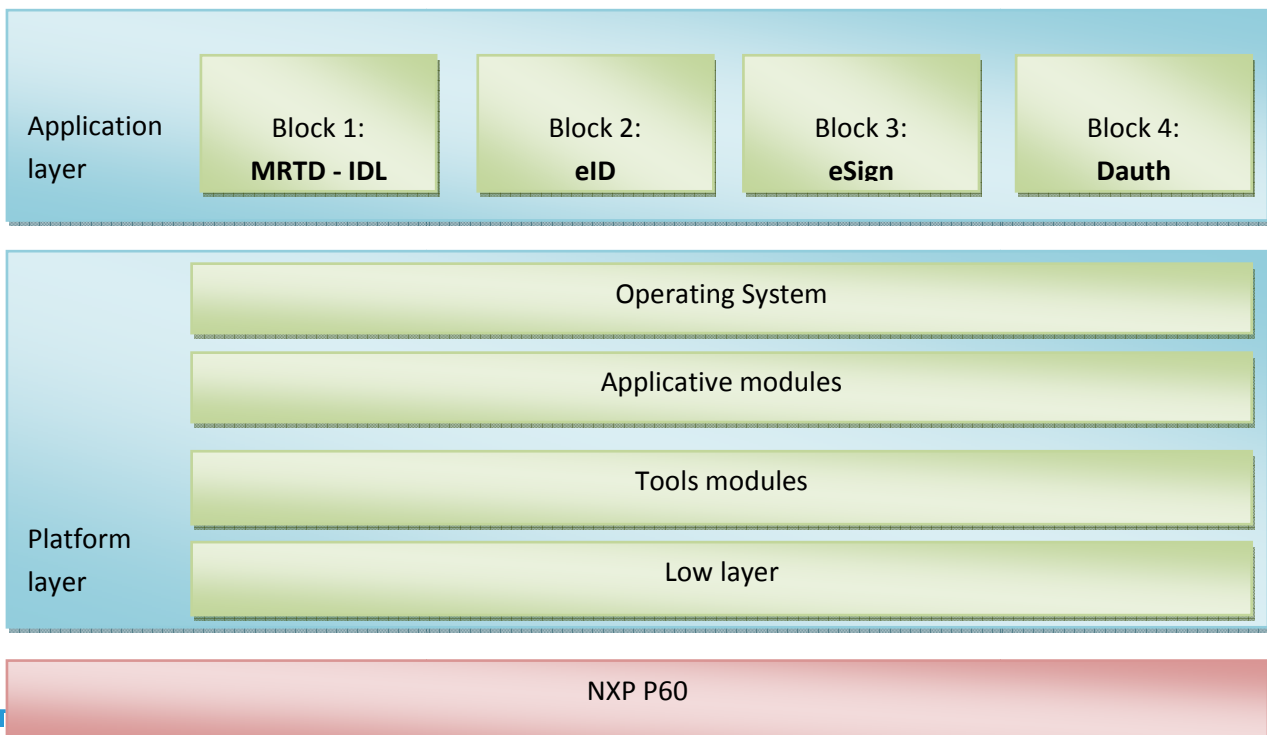 Application
layer
Block 1:
MRTD - IDL
Block 2:
eID
Block 3:
eSign
Block 4:
Dauth
Operating System
Applicative modules
Tools modules
Platform
layer
Low layer
NXP P60